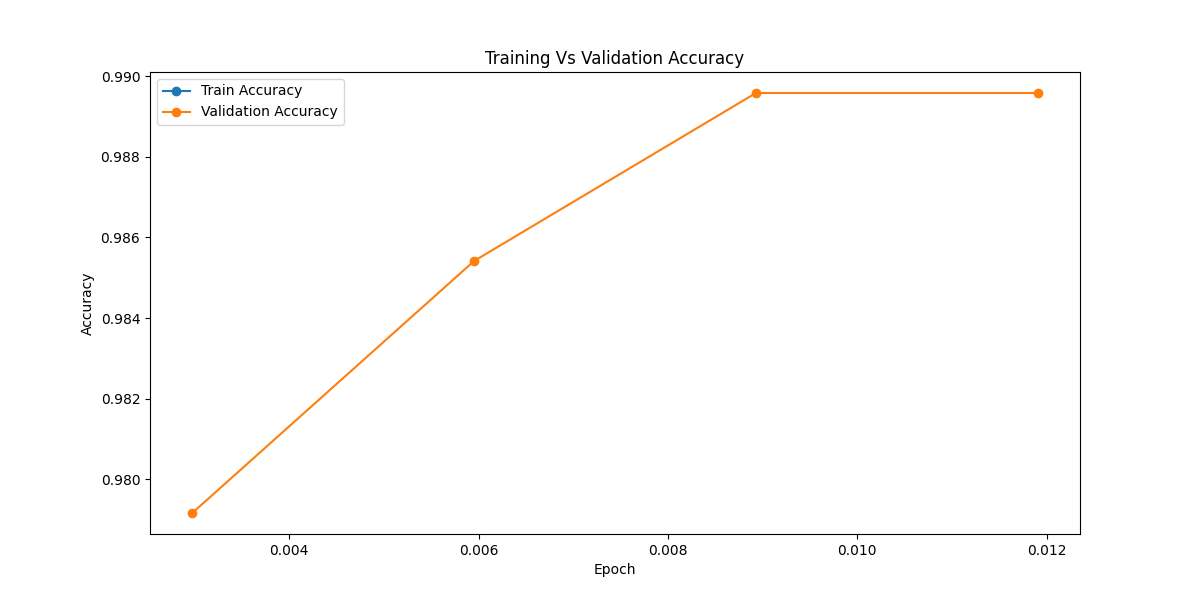 Training Vs Validation Accuracy
Train Accuracy
Validation Accuracy
0.990
0.988
0.986
0.984
0.982
0.980
Accuracy
0.004 0.006 0.008 0.010 0.012
Epoch